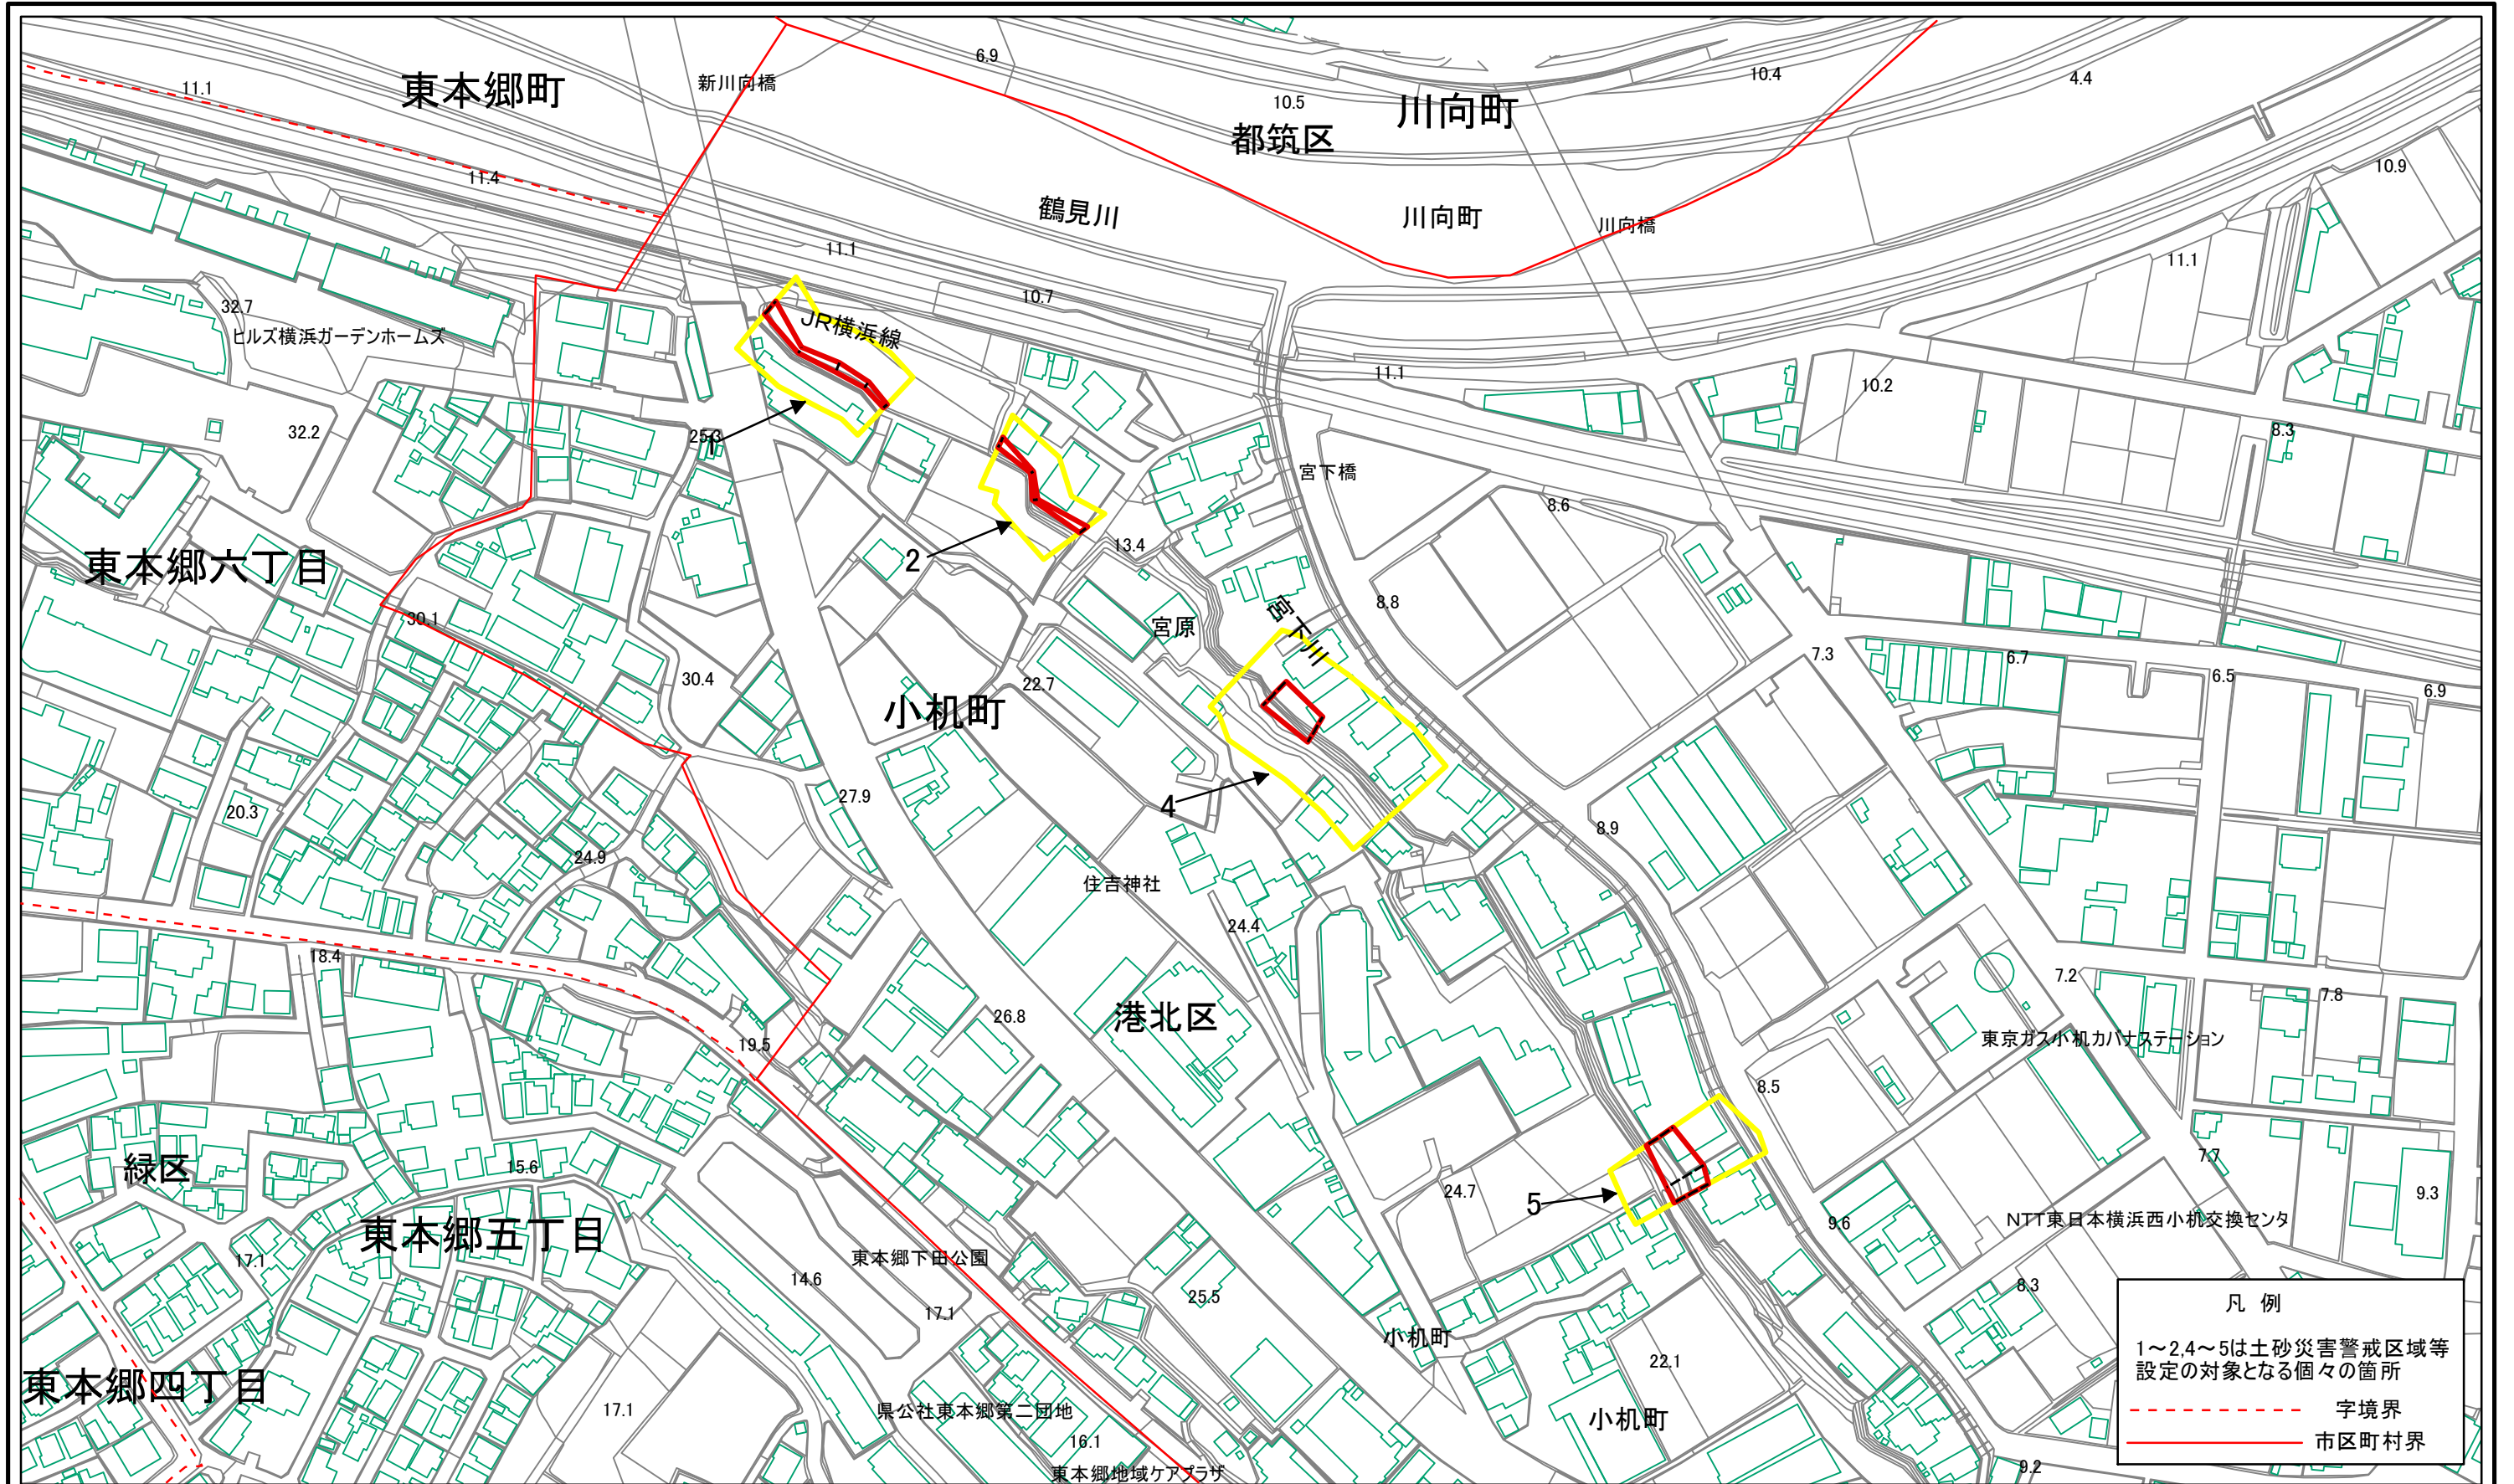 6.9
新川向橋
東本郷町
11.1
10.5
川向町
10.4
4.4
都筑区
11.4
10.9
鶴見川
川向町
川向橋
11.1
11.1
32.7
10.7
ヒルズ横浜ガーデンホームズ
JR横浜線
11.1
10.2
32.2
25.3
1
8.3
宮下橋
8.6
2
13.4
東本郷六丁目
30.1
宮原
宮下川
8.8
7.3
6.7
6.5
6.9
30.4
22.7
小机町
27.9
4
20.3
24.9
8.9
住吉神社
24.4
18.4
7.2
7.8
26.8
港北区
19.5
東京ガス小机ガバナステーション
8.5
緑区
15.6
7.7
24.7
5
9.3
東本郷五丁目
9.6
NTT東日本横浜西小机交換センタ
17.1
東本郷下田公園
14.6
25.5
17.1
8.3
小机町
22.1
東本郷四丁目
17.1
県公社東本郷第二団地
小机町
16.1
東本郷地域ケアプラザ
9.2
凡 例
1～2,4～5は土砂災害警戒区域等
設定の対象となる個々の箇所
字境界
市区町村界